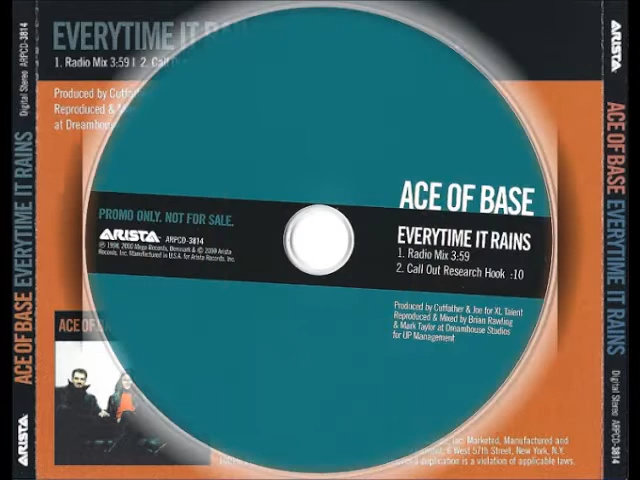 EVERYTIME IT
1. Radio Mix 3:59 | 2. Call
Produced by Cutfather
Reproduced & M
at Dreamhouse
ARISTA
ACE OF BASE EVERYTIME IT RAINS
Digital Stereo ARPCD-3814
ACE OF BASE
EVERYTIME IT RAINS
1. Radio Mix 3:59
2. Call Out Research Hook :10
Produced by Cutfather & Joe for XL Talent
Reproduced & Mixed by Brian Rawling
& Mark Taylor at Dreamhouse Studios
for UP Management
PROMO ONLY. NOT FOR SALE.
ARISTA. ARPCD-3814
℗ 1998, 2000 Mega Records, Denmark & © 2000 Arista
Records, Inc. Manufactured in U.S.A. for Arista Records, Inc.
ACE OF BA
Inc. Marketed, Manufactured and
6 West 57th Street, New York, N.Y.
duplication is a violation of applicable laws.
ARISTA
ACE OF BASE EVERYTIME IT RAINS
Digital Stereo ARPCD-3814